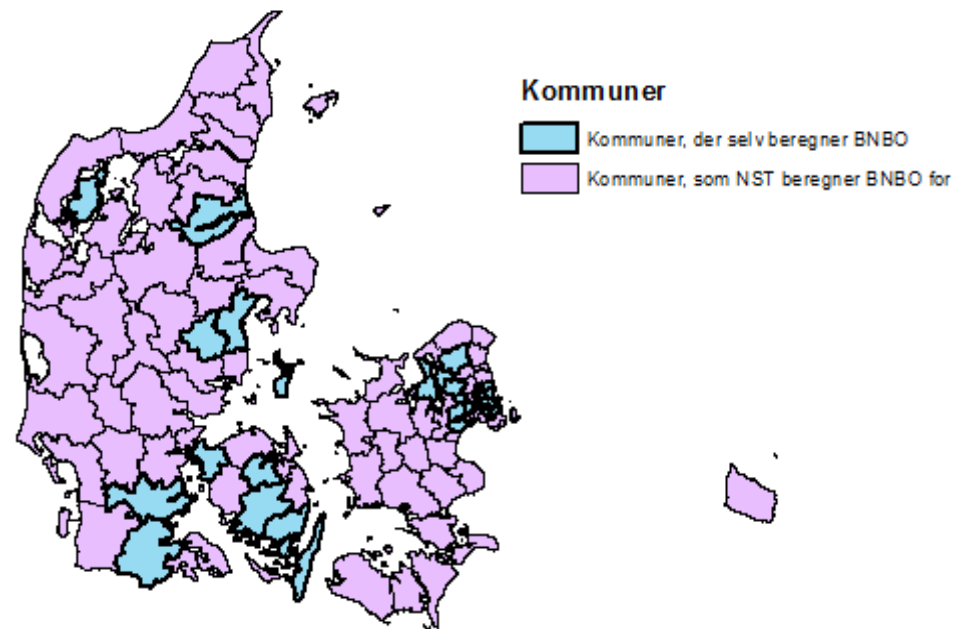 Kommuner
Kommuner, der selv beregner BNBO
Kommuner, som NST beregner BNBO for